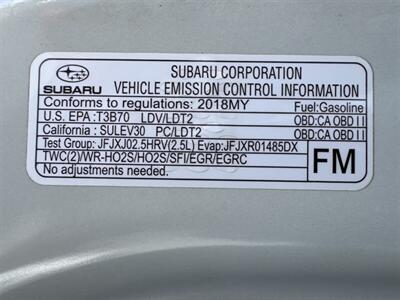 SUBARU CORPORATION
SUBARU VEHICLE EMISSION CONTROL INFORMATION
Conforms to regulations: 2018MY Fuel:Gasoline
U.S. EPA :T3B70 LDV/LDT2 OBD:CA OBD II
California : SULEV30 PC/LDT2 OBD:CA OBD II
Test Group: JFJXJ02.5HRV(2.5L) Evap:JFJXR01485DX
TWC(2)/WR-HO2S/HO2S/SFI/EGR/EGRC
No adjustments needed.
FM